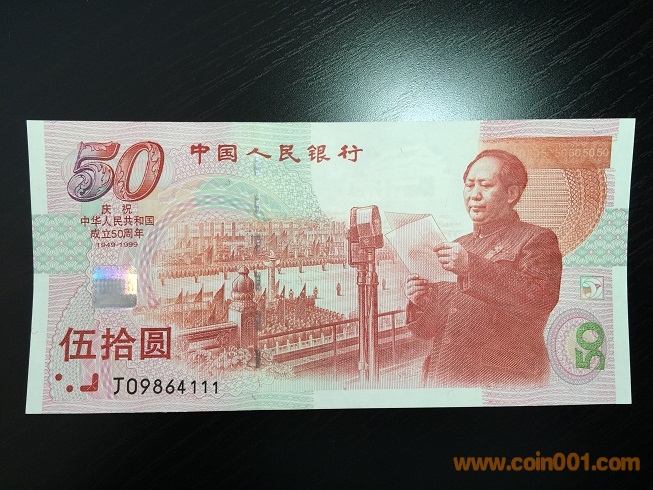 50
中国人民银行
庆祝
中华人民共和国
成立50周年
1949-1999
伍拾圆
J09864111
50
www.coin001.com